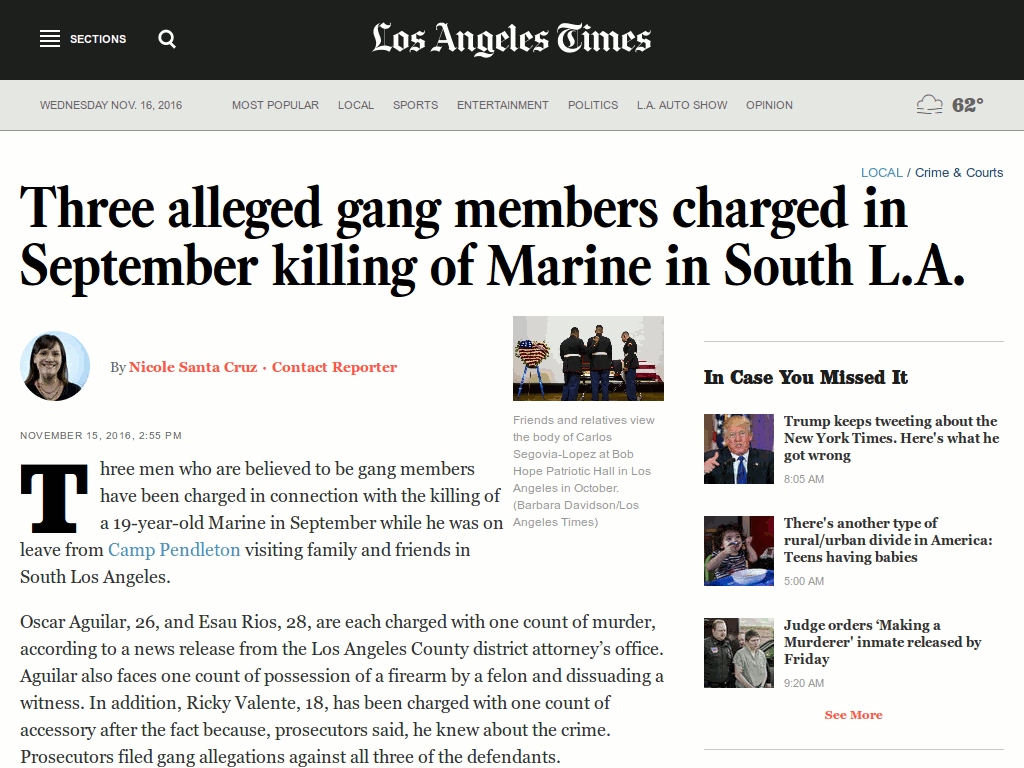 SECTIONS
Los Angeles Times
WEDNESDAY NOV. 16, 2016
MOST POPULAR LOCAL SPORTS ENTERTAINMENT POLITICS L.A. AUTO SHOW OPINION
62°
LOCAL / Crime & Courts
Three alleged gang members charged in
September killing of Marine in South L.A.
By Nicole Santa Cruz · Contact Reporter
NOVEMBER 15, 2016, 2:55 PM
Three men who are believed to be gang members
have been charged in connection with the killing of
a 19-year-old Marine in September while he was on
leave from Camp Pendleton visiting family and friends in
South Los Angeles.
Friends and relatives view
the body of Carlos
Segovia-Lopez at Bob
Hope Patriotic Hall in Los
Angeles in October.
(Barbara Davidson/Los
Angeles Times)
Oscar Aguilar, 26, and Esau Rios, 28, are each charged with one count of murder,
according to a news release from the Los Angeles County district attorney’s office.
Aguilar also faces one count of possession of a firearm by a felon and dissuading a
witness. In addition, Ricky Valente, 18, has been charged with one count of
accessory after the fact because, prosecutors said, he knew about the crime.
Prosecutors filed gang allegations against all three of the defendants.
In Case You Missed It
Trump keeps tweeting about the
New York Times. Here's what he
got wrong
8:05 AM
There's another type of
rural/urban divide in America:
Teens having babies
5:00 AM
Judge orders ‘Making a
Murderer' inmate released by
Friday
9:20 AM
See More